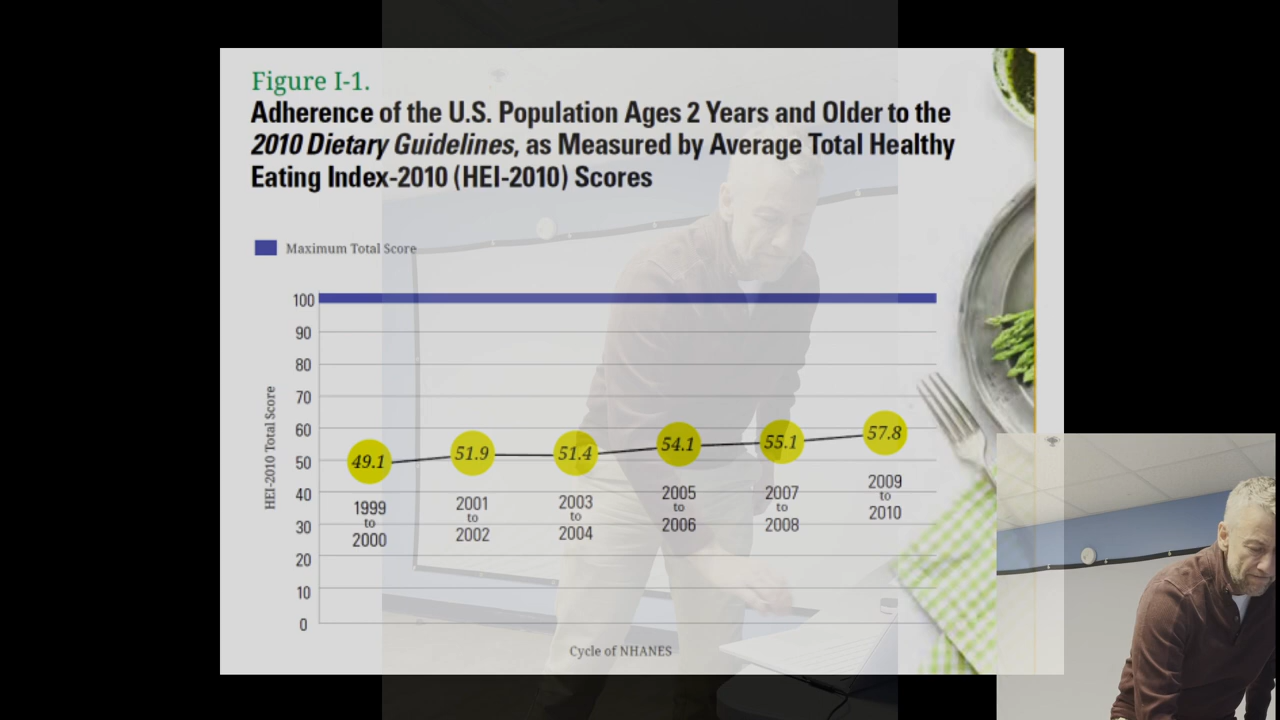 Figure I-1.
Adherence of the U.S. Population Ages 2 Years and Older to the
2010 Dietary Guidelines, as Measured by Average Total Healthy
Eating Index-2010 (HEI-2010) Scores
Maximum Total Score
HEI-2010 Total Score
100
90
80
70
60
50
40
30
20
10
0
49.1
51.9
51.4
54.1
55.1
57.8
1999
to
2000
2001
to
2002
2003
to
2004
2005
to
2006
2007
to
2008
2009
to
2010
Cycle of NHANES